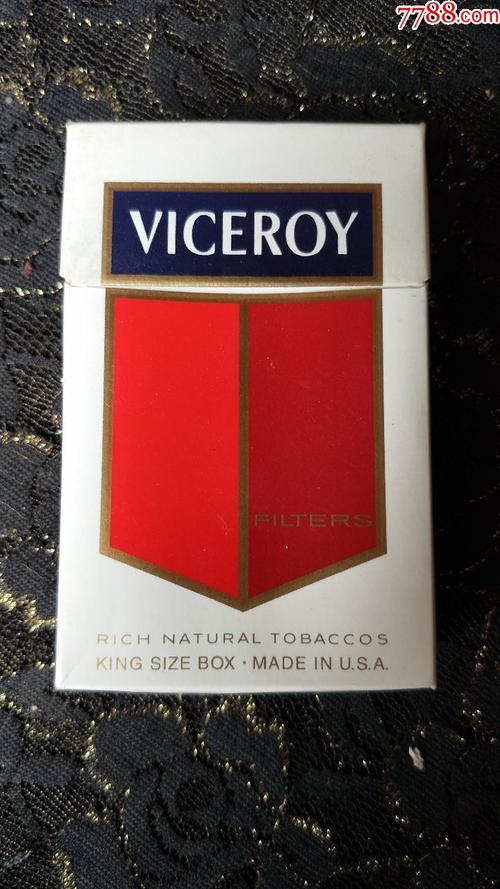 7788.com
VICEROY
FILTERS
RICH NATURAL TOBACCOS
KING SIZE BOX · MADE IN U.S.A.